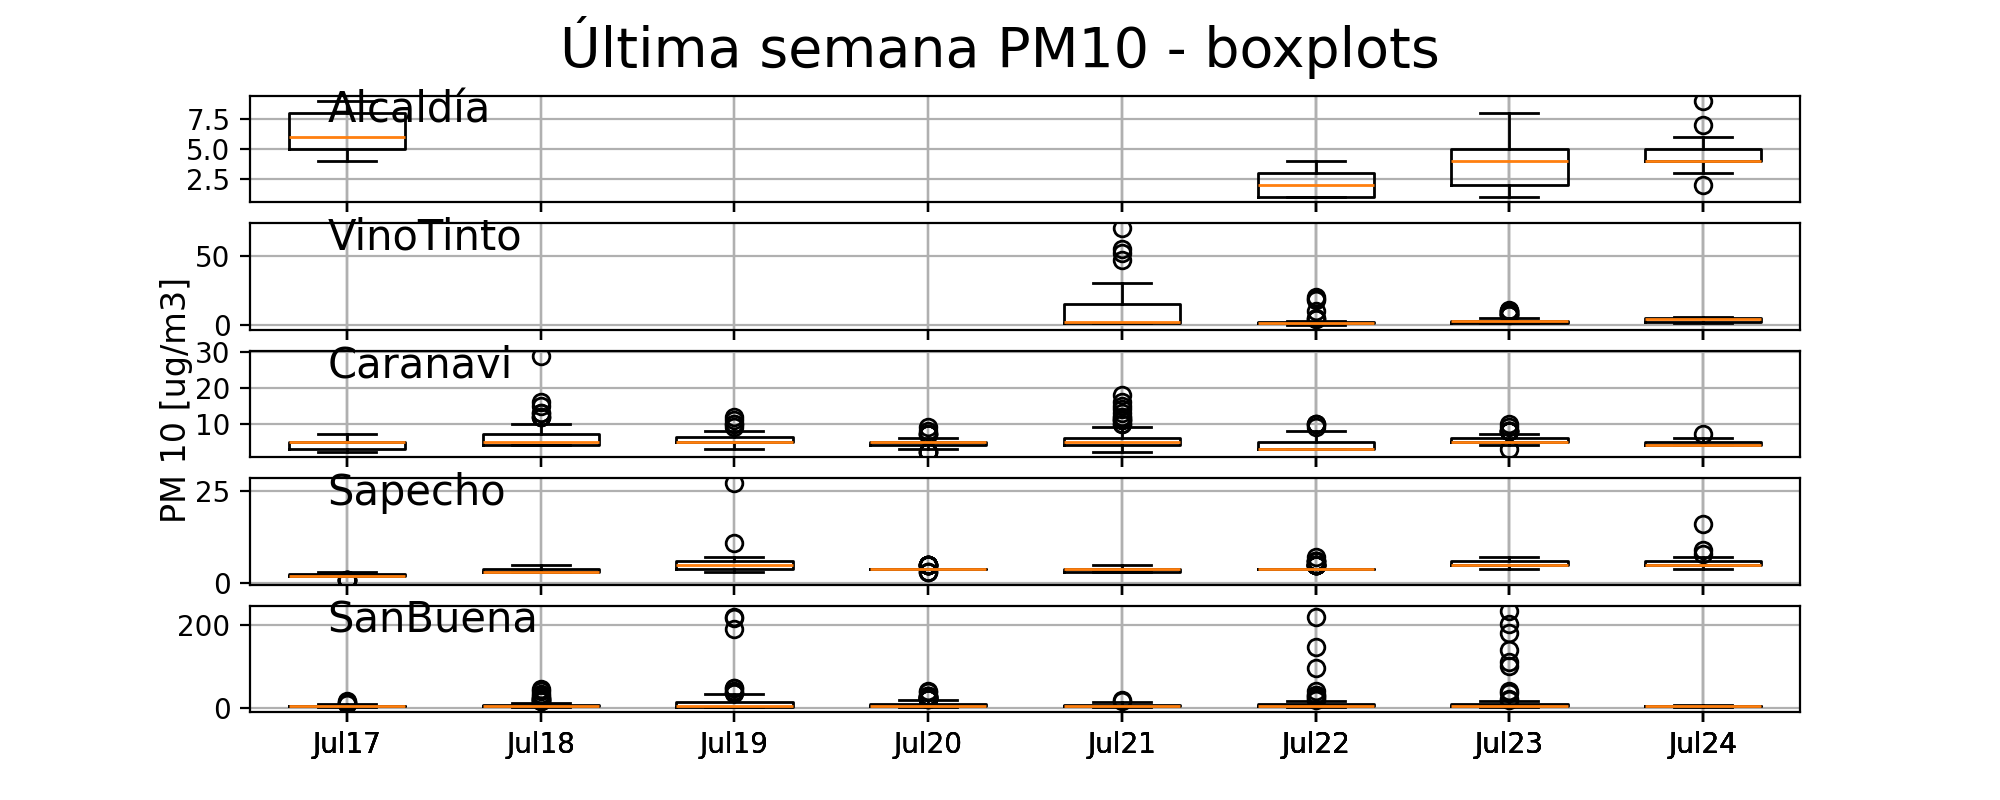 Última semana PM10 - boxplots
PM 10 [ug/m3]
Alcaldía
7.5
5.0
2.5
VinoTinto
50
0
Caranavi
30
20
10
Sapecho
25
0
SanBuena
200
0
Jul17 Jul18 Jul19 Jul20 Jul21 Jul22 Jul23 Jul24